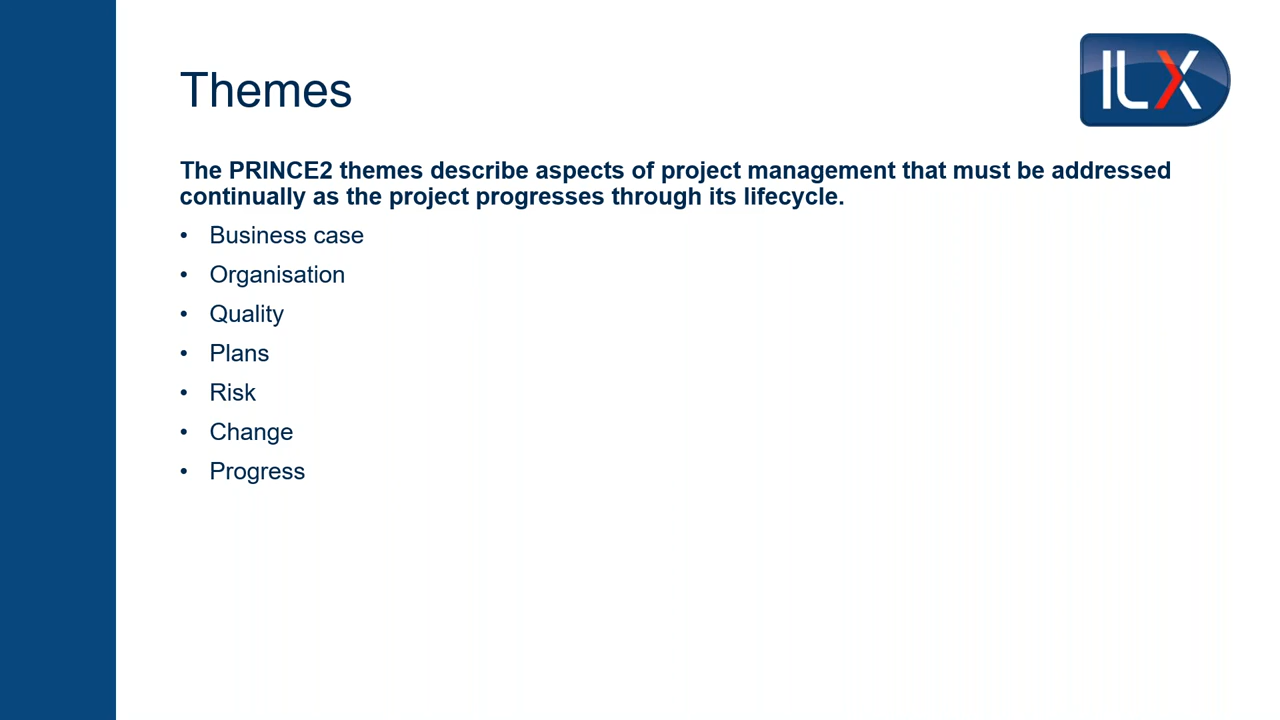 ILX
Themes
The PRINCE2 themes describe aspects of project management that must be addressed
continually as the project progresses through its lifecycle.
• Business case
• Organisation
• Quality
• Plans
• Risk
• Change
• Progress